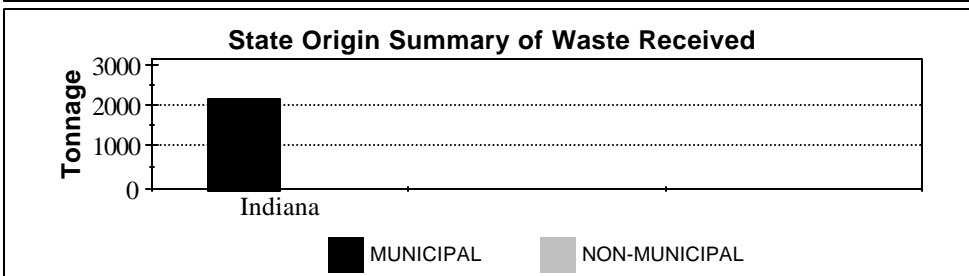 State Origin Summary of Waste Received
Tonnage
3000
2000
1000
0
Indiana
MUNICIPAL
NON-MUNICIPAL